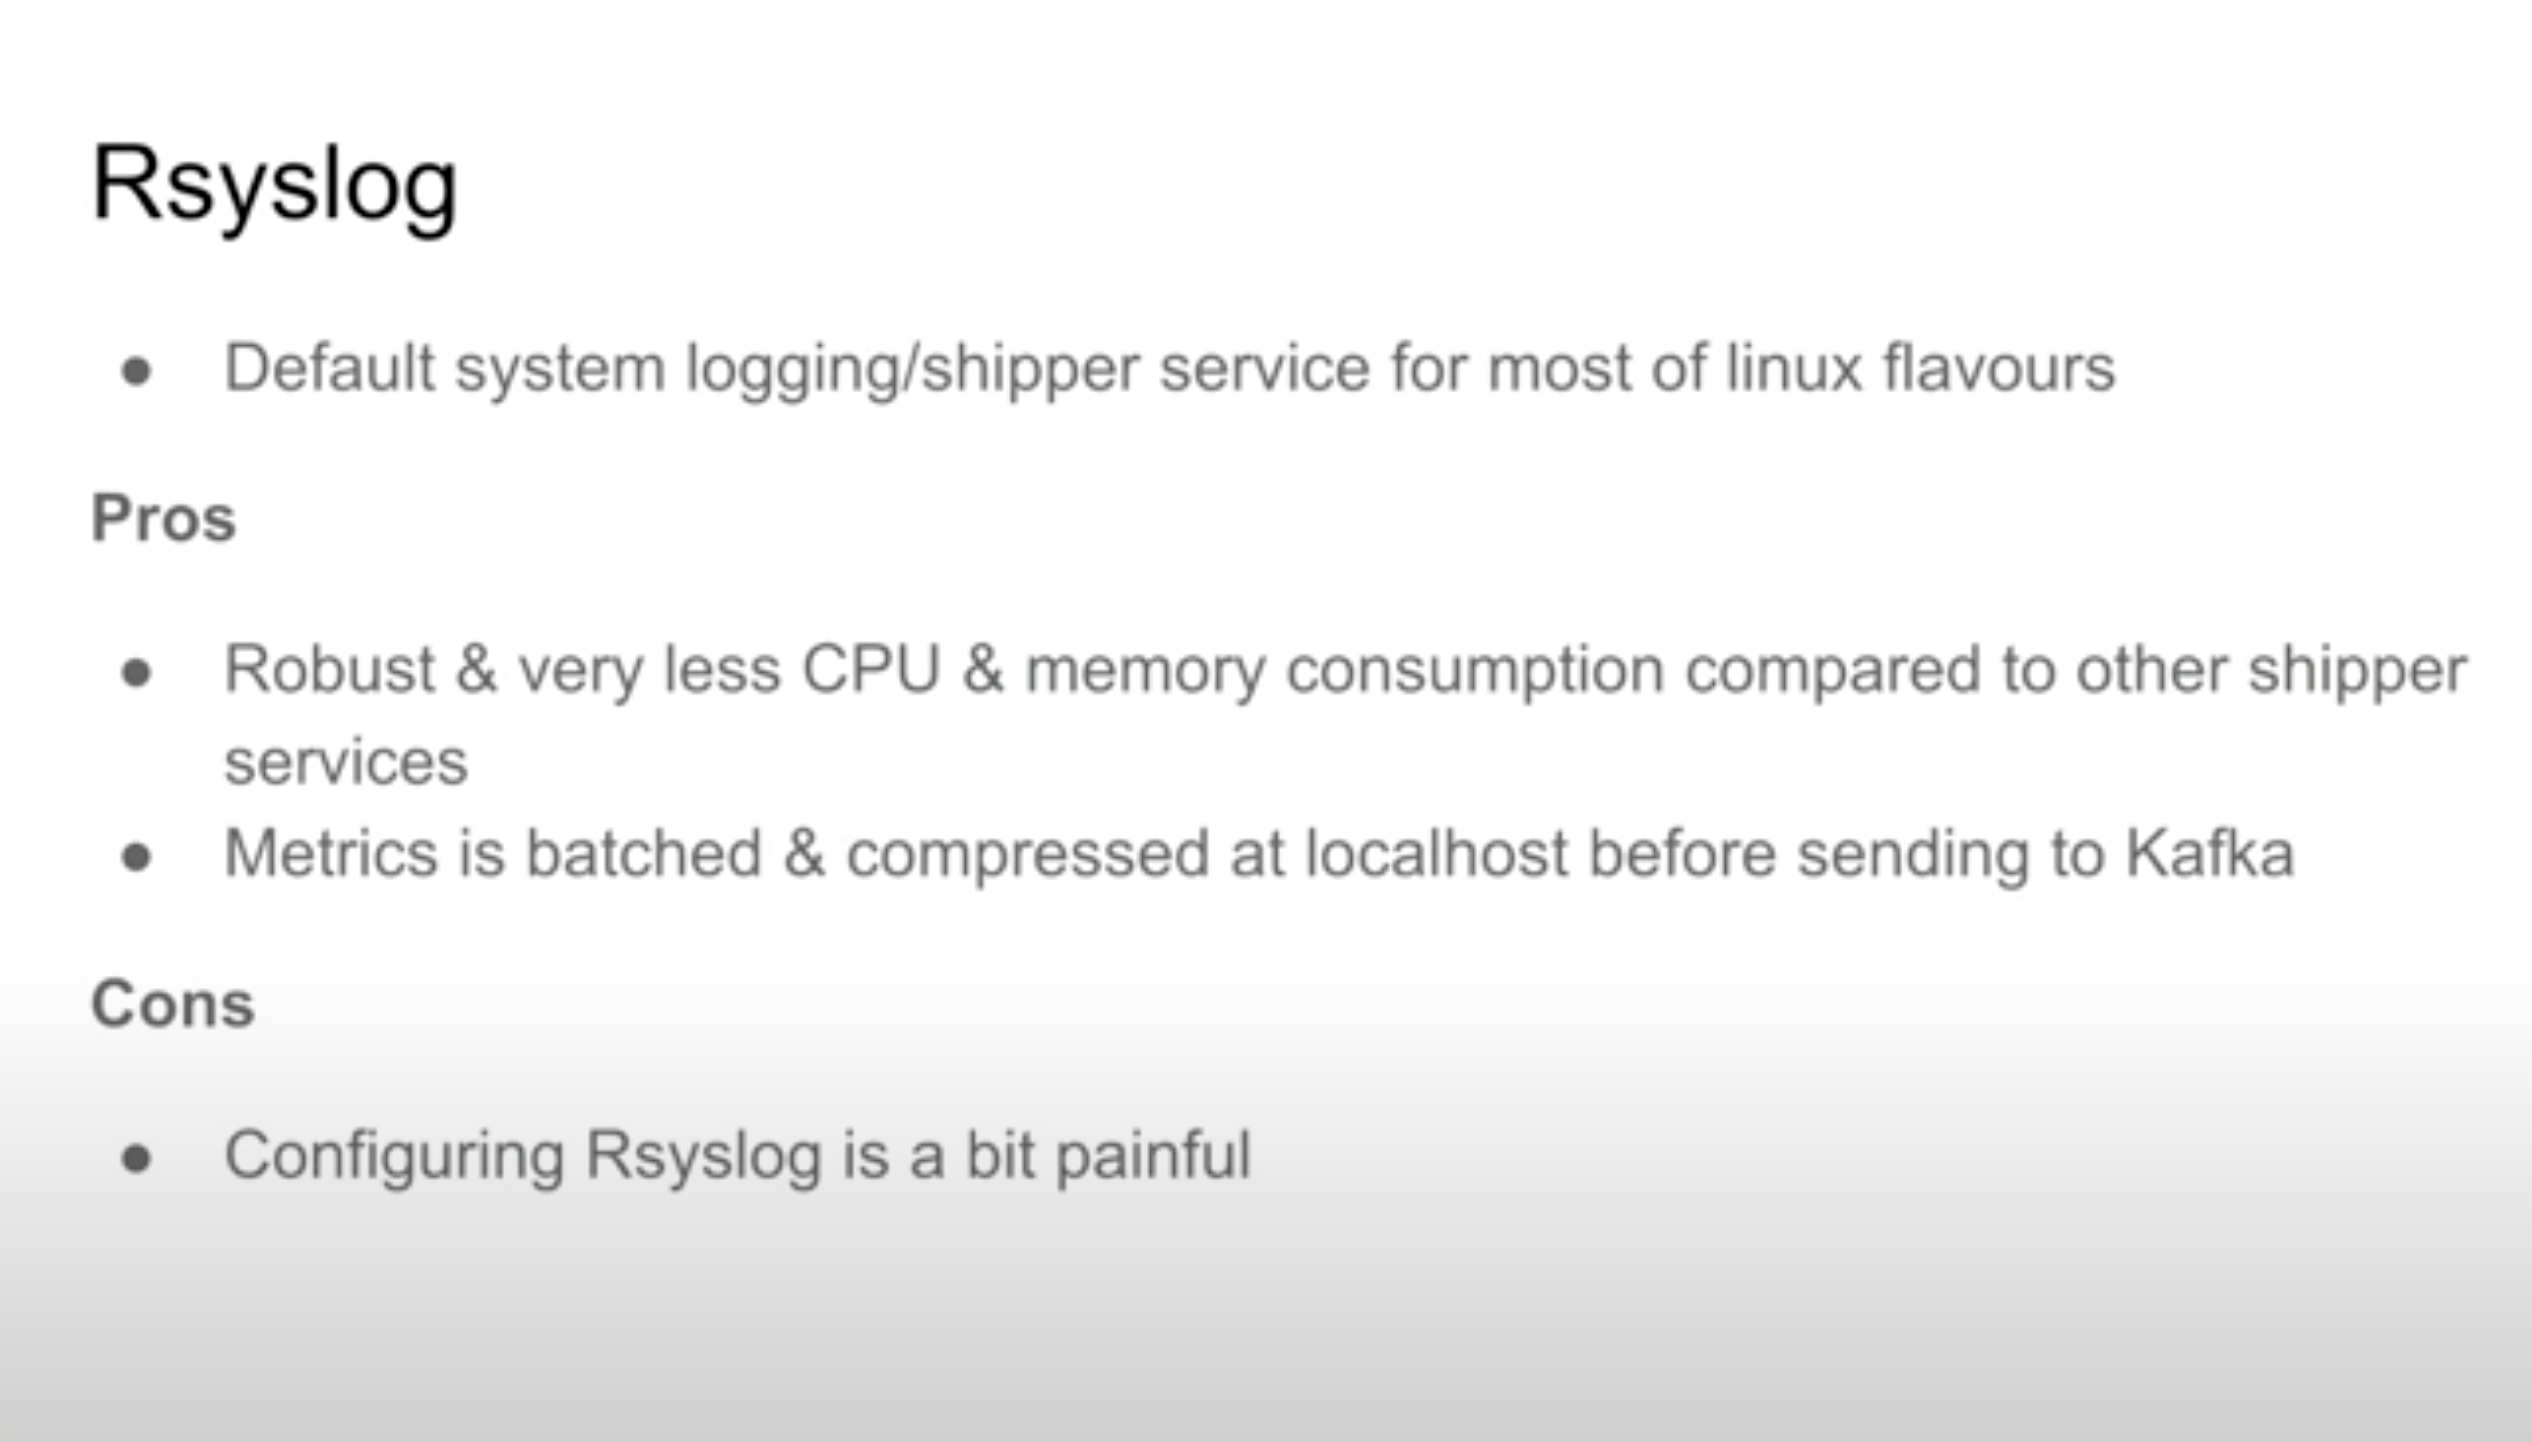 Rsyslog
● Default system logging/shipper service for most of linux flavours
Pros
● Robust & very less CPU & memory consumption compared to other shipper
services
● Metrics is batched & compressed at localhost before sending to Kafka
Cons
● Configuring Rsyslog is a bit painful